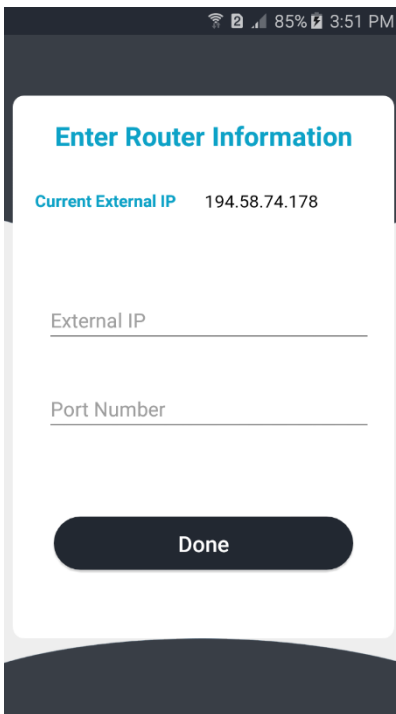 2 85% 3:51 PM
Enter Router Information
Current External IP 194.58.74.178
External IP
Port Number
Done